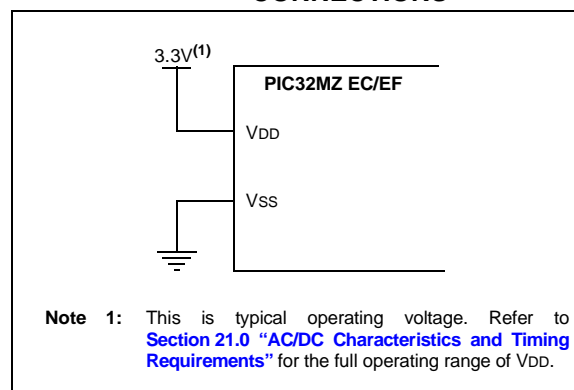 CONNECTIONS
3.3V(1)
PIC32MZ EC/EF
VDD
VSS
Note 1: This is typical operating voltage. Refer to
Section 21.0 “AC/DC Characteristics and Timing
Requirements” for the full operating range of VDD.